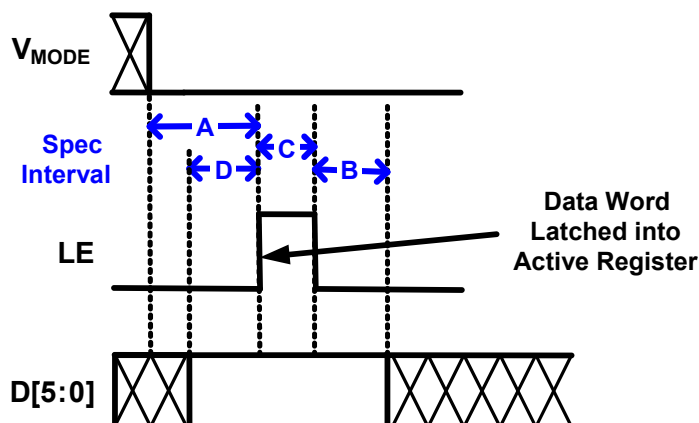 VMODE
Spec
Interval
A
C
D
B
LE
Data Word
Latched into
Active Register
D[5:0]